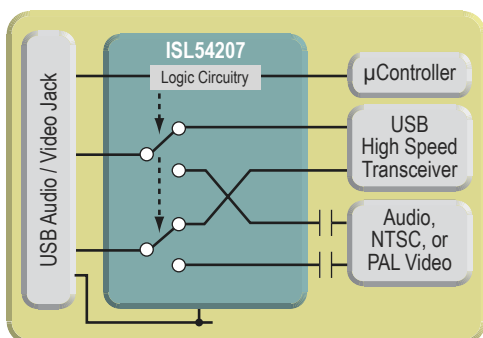 USB Audio / Video Jack
ISL54207
Logic Circuitry
µController
USB
High Speed
Transceiver
Audio,
NTSC, or
PAL Video